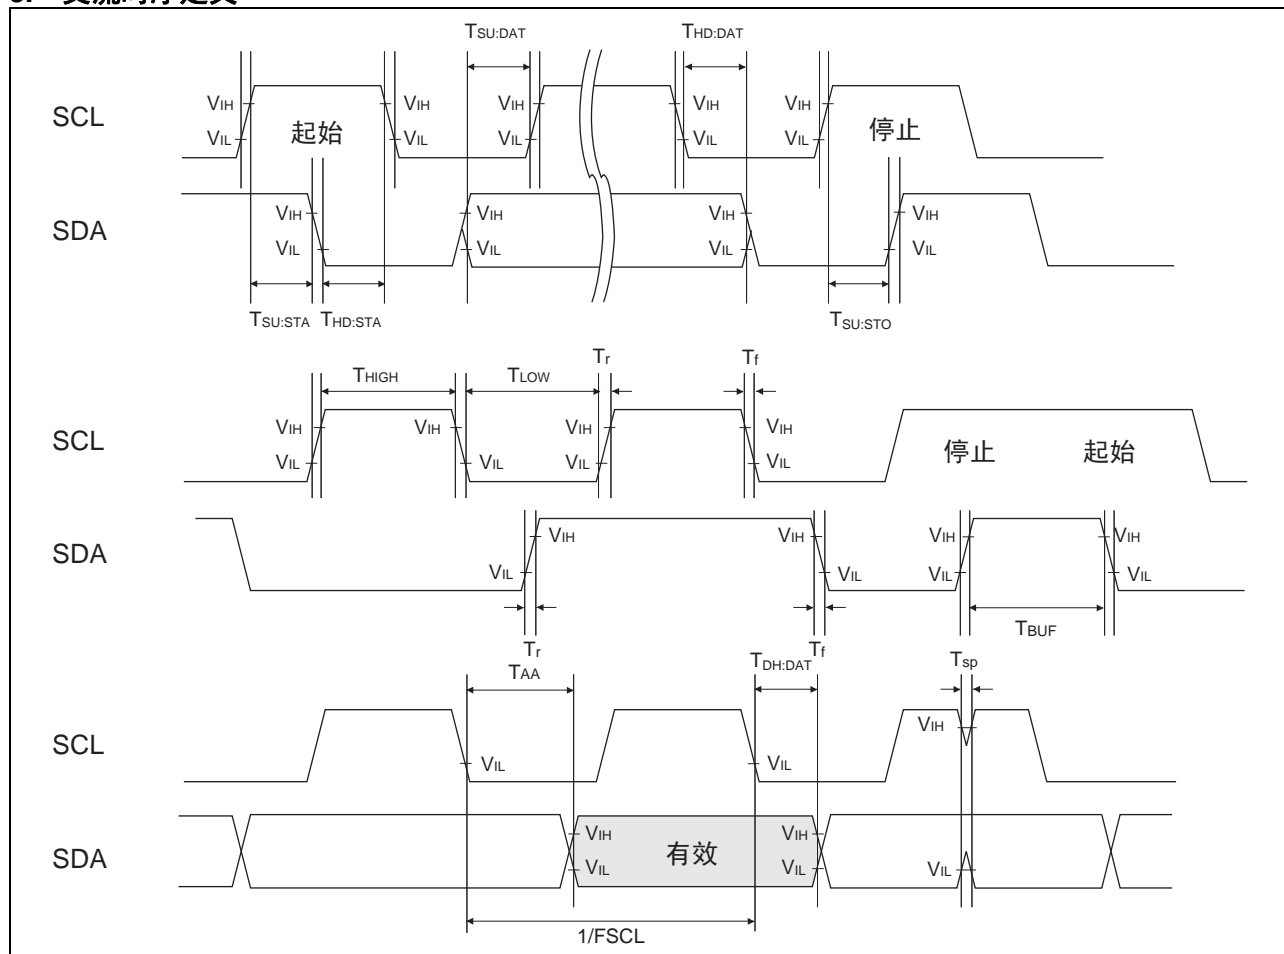 TSU:DAT THD:DAT
SCL VIH VIL 起始 VIH VIL VIH VIL VIH VIL VIH VIL 停止
SDA VIH VIL VIH VIL VIH VIL VIH VIL
TSU:STA THD:STA TSU:STO
THIGH TLOW Tr Tf
SCL VIH VIL VIH VIL VIH VIL VIH VIL 停止 起始
SDA VIH VIL VIH VIL VIH VIL VIH VIL
Tr Tf TBUF
TAA TDH:DAT Tsp
SCL VIL VIL VIH
SDA VIH VIL 有效 VIH VIL VIL
1/FSCL